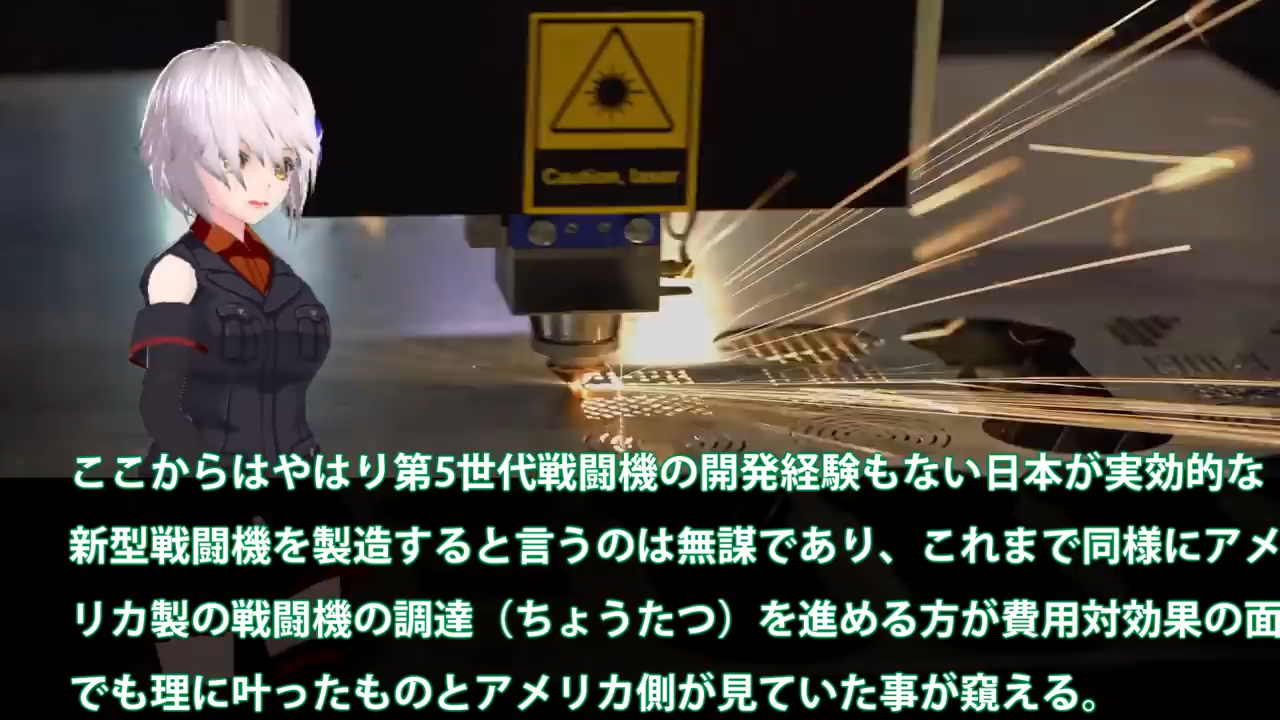 Caution, laser
ここからはやはり第5世代戦闘機の開発経験もない日本が実効的な
新型戦闘機を製造すると言うのは無謀であり、これまで同様にアメ
リカ製の戦闘機の調達（ちょうたつ）を進める方が費用対効果の面
でも理に叶ったものとアメリカ側が見ていた事が窺える。